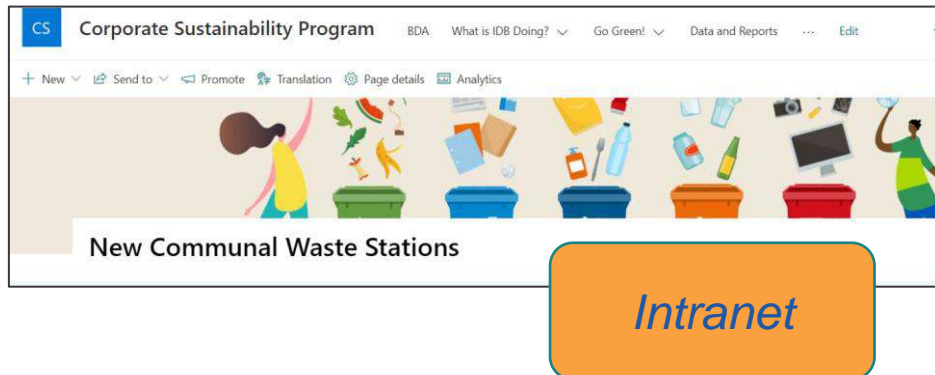 CS Corporate Sustainability Program BDA What is IDB Doing? Go Green! Data and Reports ... Edit
+ New Send to Promote Translation Page details Analytics
New Communal Waste Stations
Intranet